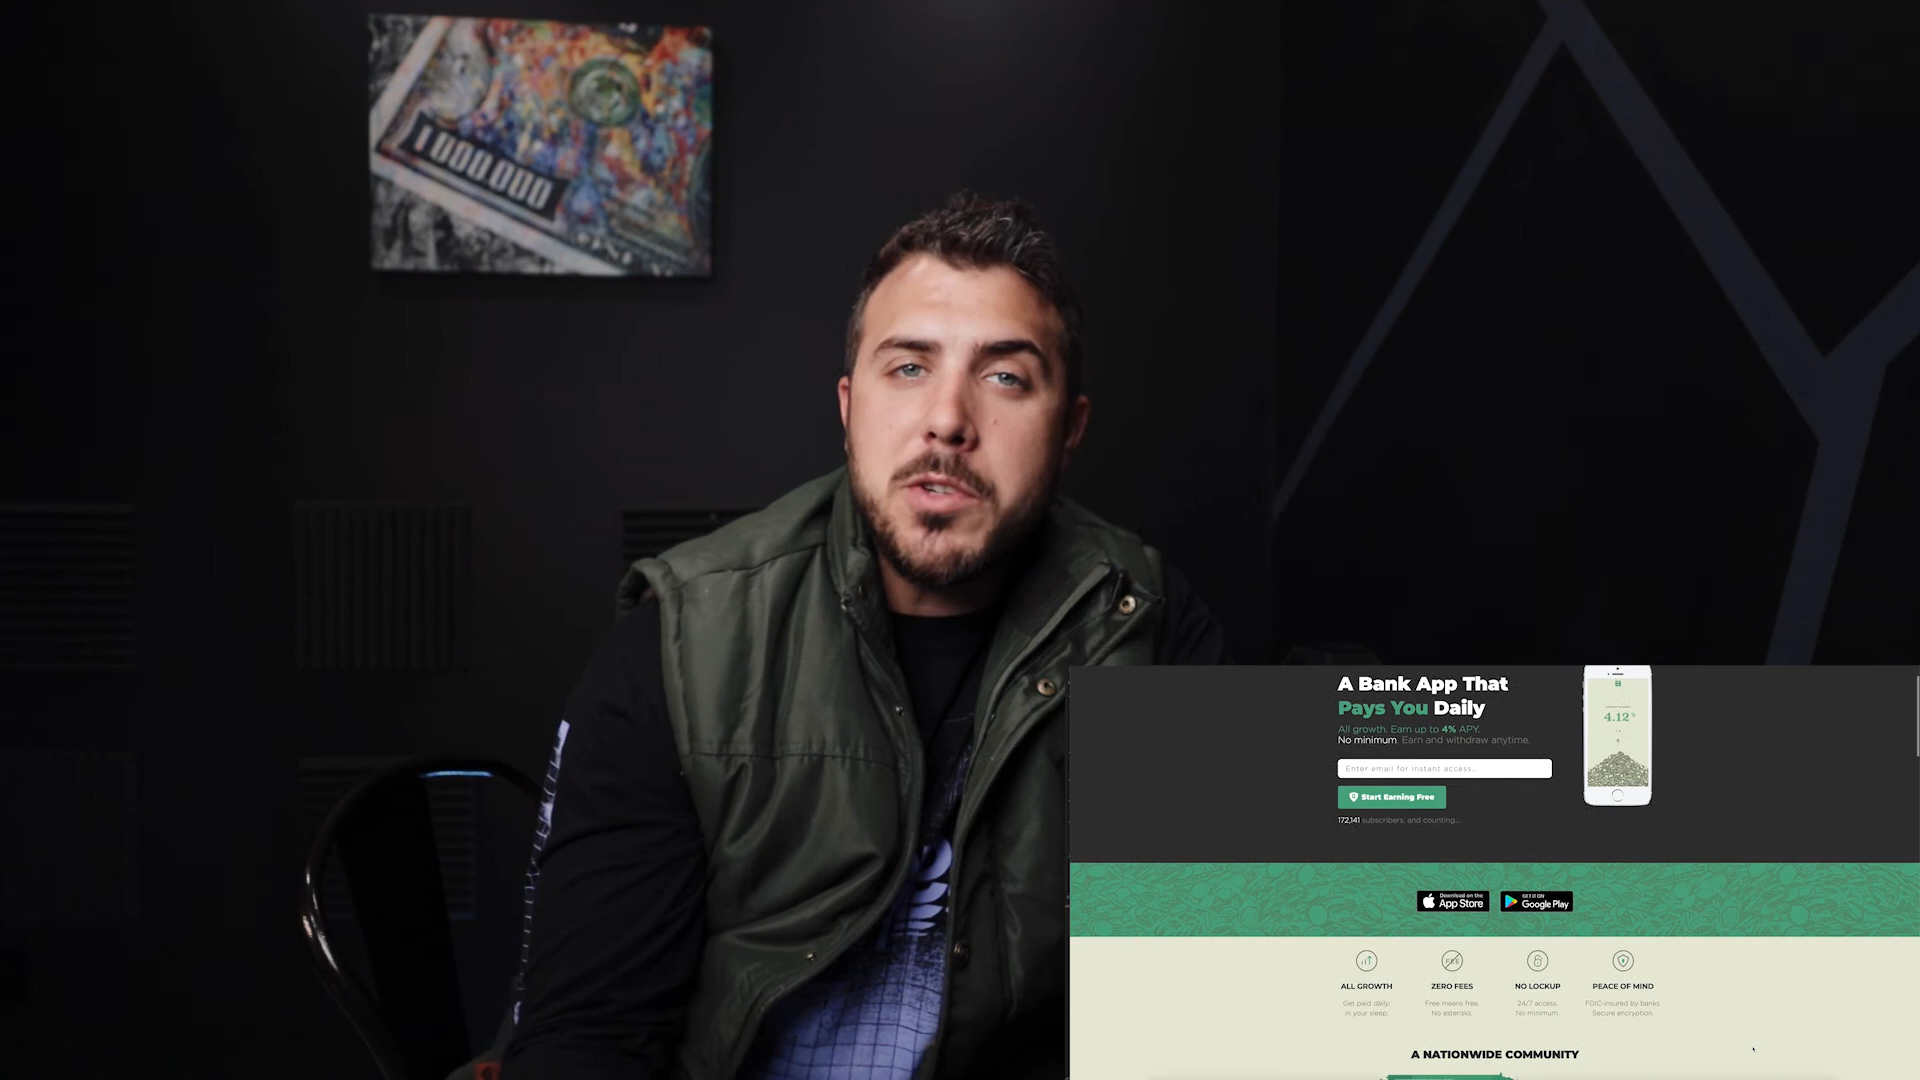 1000.000
A Bank App That
Pays You Daily
All growth. Earn up to 4% APY.
No minimum. Earn and withdraw anytime.
Enter email for instant access...
Start Earning Free
172,141 subscribers, and counting...
4.12%
Download on the
App Store
GET IT ON
Google Play
FEE
ALL GROWTH
ZERO FEES
NO LOCKUP
PEACE OF MIND
Get paid daily,
in your sleep.
Free means free.
No asterisks.
24/7 access.
No minimum.
FDIC-insured by banks.
Secure encryption.
A NATIONWIDE COMMUNITY